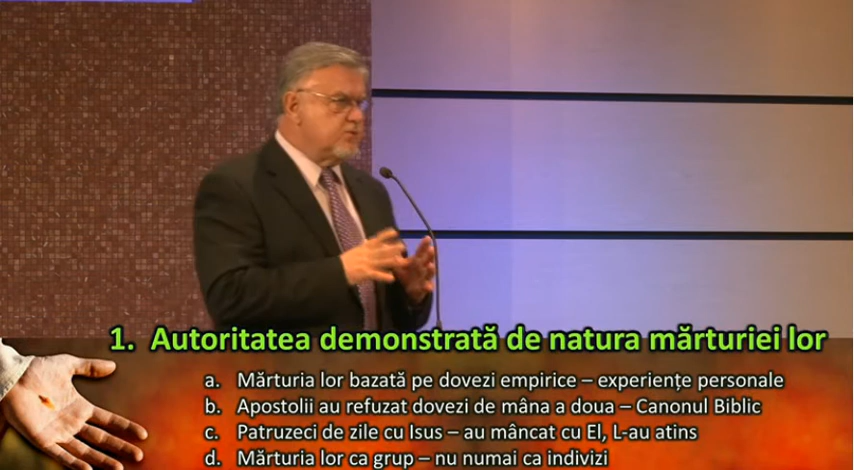 1. Autoritatea demonstrată de natura mărturiei lor
a. Mărturia lor bazată pe dovezi empirice – experiențe personale
b. Apostolii au refuzat dovezi de mâna a doua – Canonul Biblic
c. Patruzeci de zile cu Isus – au mâncat cu El, L-au atins
d. Mărturia lor ca grup – nu numai ca indivizi